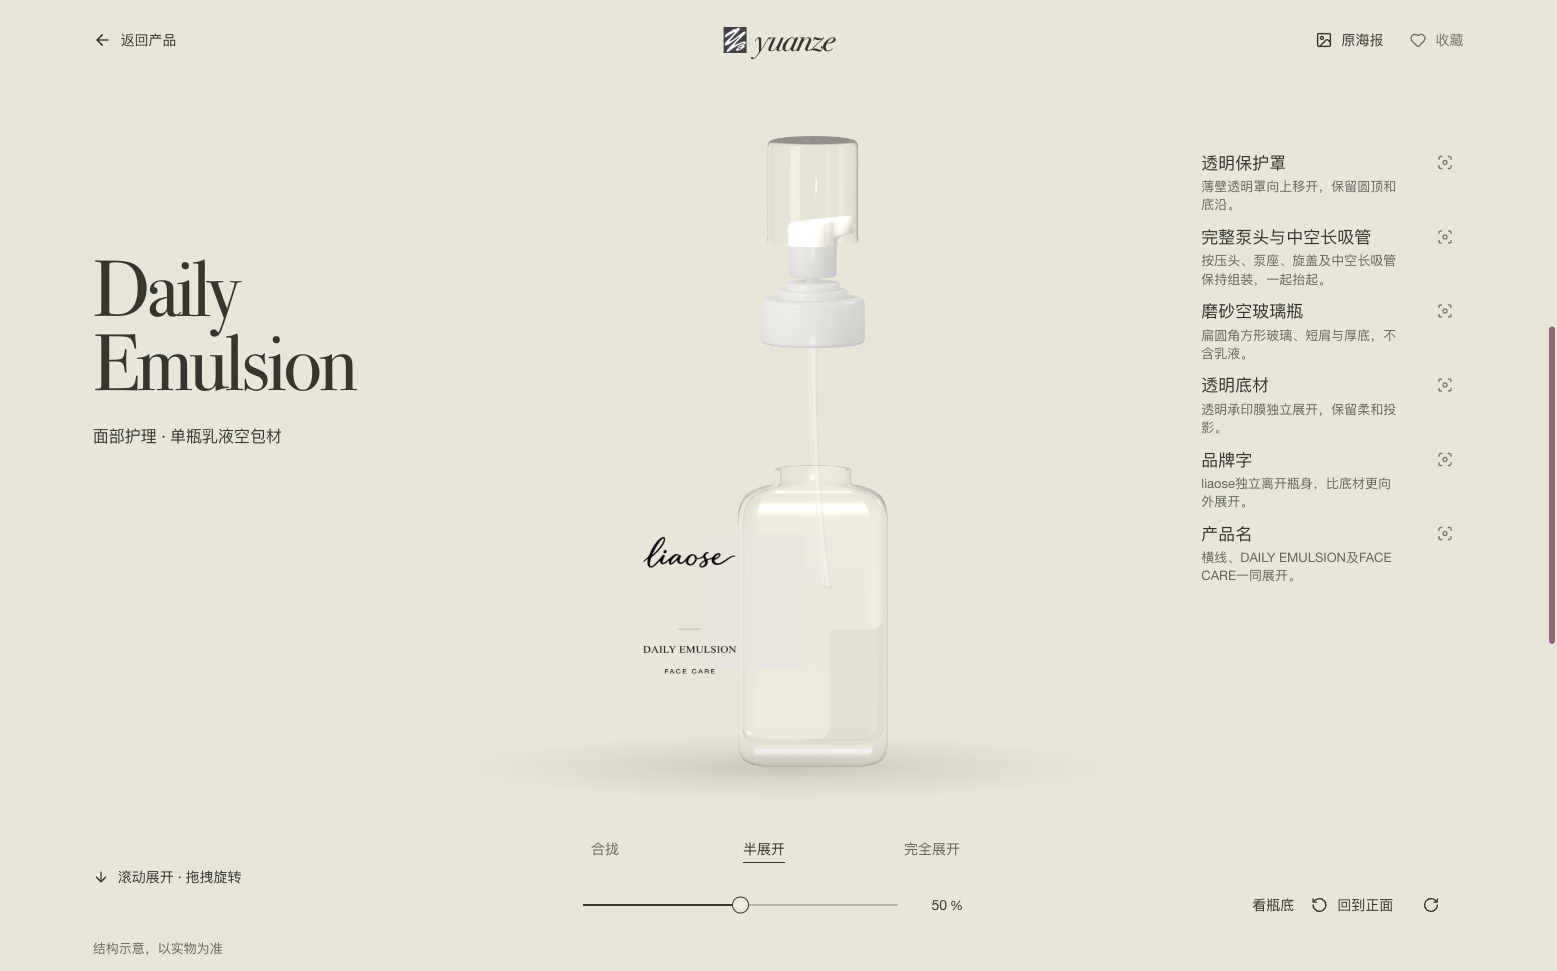 返回产品
yuanze
原海报
收藏
Daily
Emulsion
面部护理 · 单瓶乳液空包材
liaose
DAILY EMULSION
FACE CARE
透明保护罩
薄壁透明罩向上移开，保留圆顶和
底沿。
完整泵头与中空长吸管
按压头、泵座、旋盖及中空长吸管
保持组装，一起抬起。
磨砂空玻璃瓶
扁圆角方形玻璃、短肩与厚底，不
含乳液。
透明底材
透明承印膜独立展开，保留柔和投
影。
品牌字
liaose独立离开瓶身，比底材更向
外展开。
产品名
横线、DAILY EMULSION及FACE
CARE一同展开。
合拢
半展开
完全展开
滚动展开 · 拖拽旋转
50 %
看瓶底
回到正面
结构示意，以实物为准